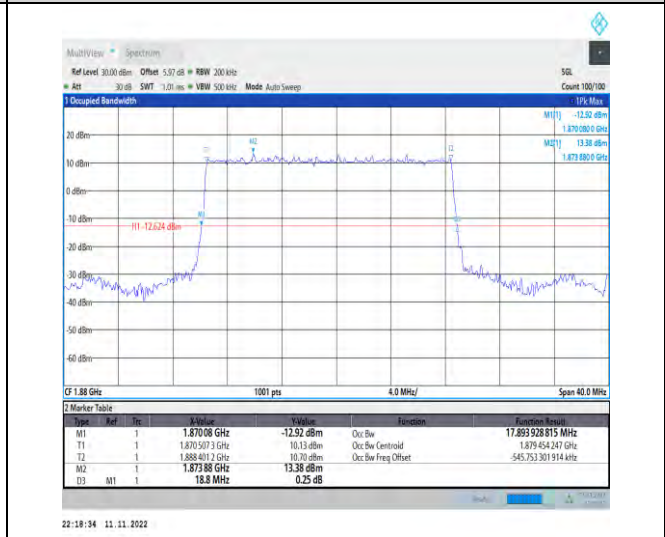 MultiView Spectrum
Ref Level 30.00 dBm Offset 5.97 dB RBW 200 kHz SGL
Att 30 dB SWT 1.01 ms VBW 500 kHz Mode Auto Sweep Count 100/100
1 Occupied Bandwidth 1Pk Max
M1[1] -12.92 dBm
1.870 080 0 GHz
20 dBm M2[1] 13.38 dBm
1.873 880 0 GHz
T1 M2 T2
10 dBm
0 dBm
-10 dBm M1
H1 -12.624 dBm
-20 dBm
-30 dBm
-40 dBm
-50 dBm
-60 dBm
CF 1.88 GHz 1001 pts 4.0 MHz/ Span 40.0 MHz
2 Marker Table
Type Ref Trc X-Value Y-Value Function Function Result
M1 1 1.87008 GHz -12.92 dBm Occ Bw 17.893 928 815 MHz
T1 1 1.870 507 3 GHz 10.13 dBm Occ Bw Centroid 1.879 454 247 GHz
T2 1 1.888 401 2 GHz 10.70 dBm Occ Bw Freq Offset -545.753 301 914 kHz
M2 1 1.873 88 GHz 13.38 dBm
D3 M1 1 18.8 MHz 0.25 dB
22:18:34 11.11.2022